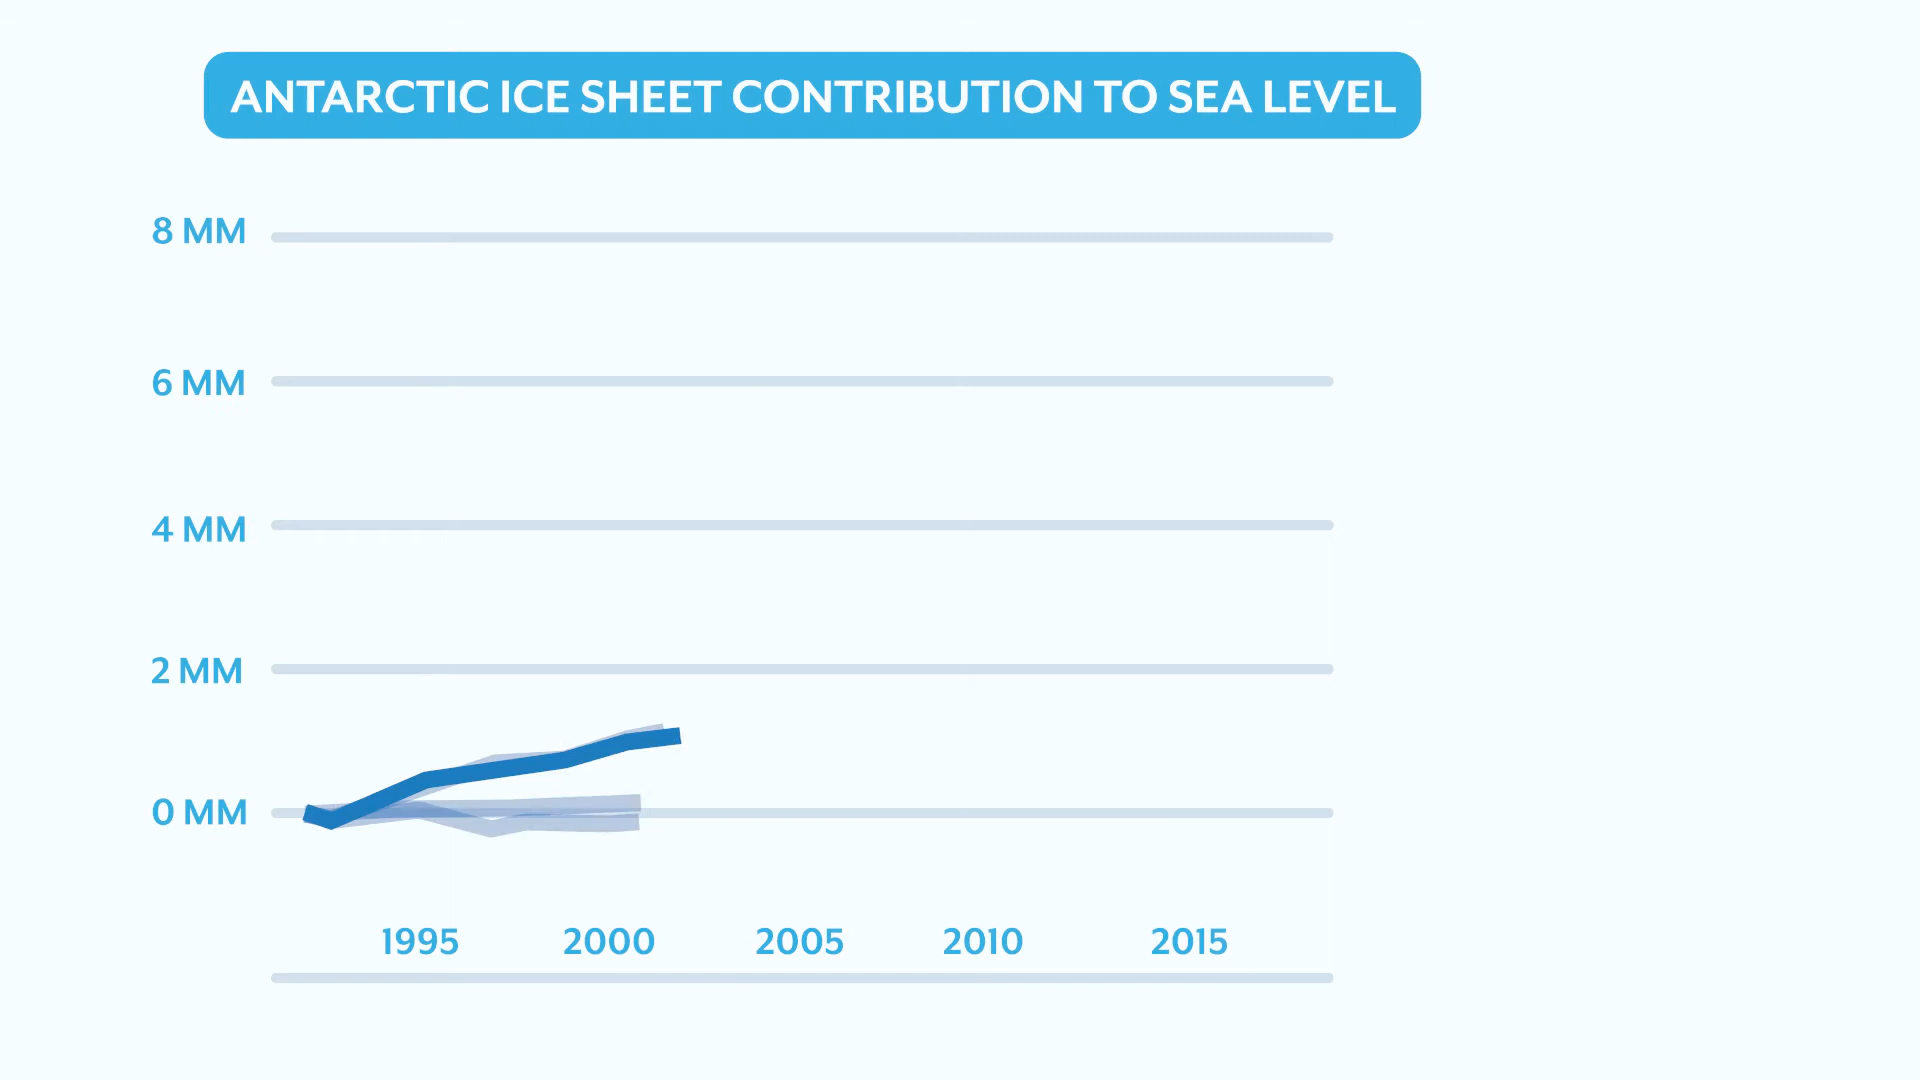 ANTARCTIC ICE SHEET CONTRIBUTION TO SEA LEVEL
8 MM
6 MM
4 MM
2 MM
0 MM
1995 2000 2005 2010 2015